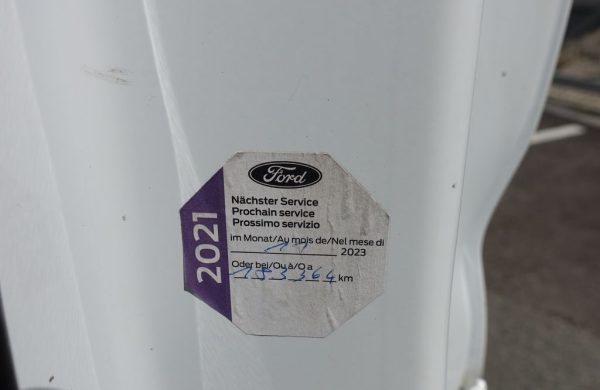 Ford
2021
Nächster Service
Prochain service
Prossimo servizio
im Monat/Au mois de/Nel mese di
11 2023
Oder bei/Ou à/O a
153364 km